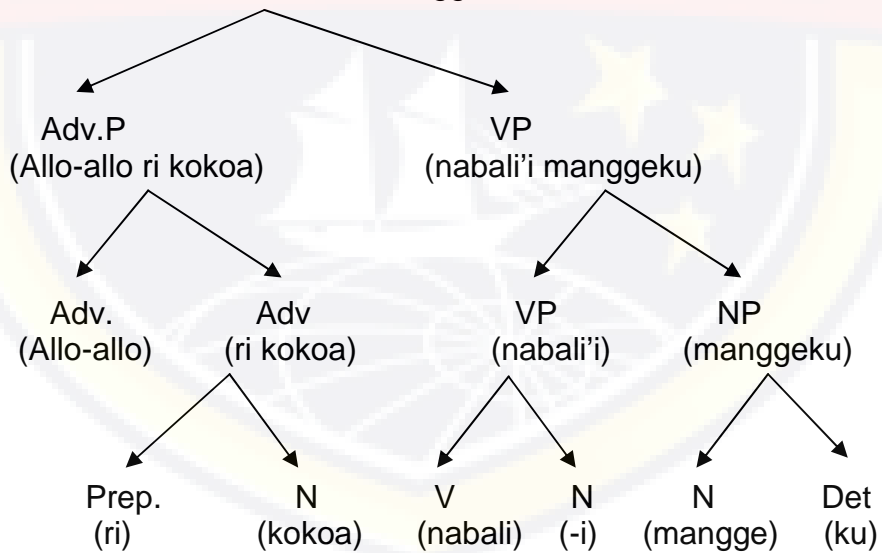 Adv.P VP
(Allo-allo ri kokoa) (nabali’i manggeku)
Adv. Adv VP NP
(Allo-allo) (ri kokoa) (nabali’i) (manggeku)
Prep. N V N N Det
(ri) (kokoa) (nabali) (-i) (mangge) (ku)